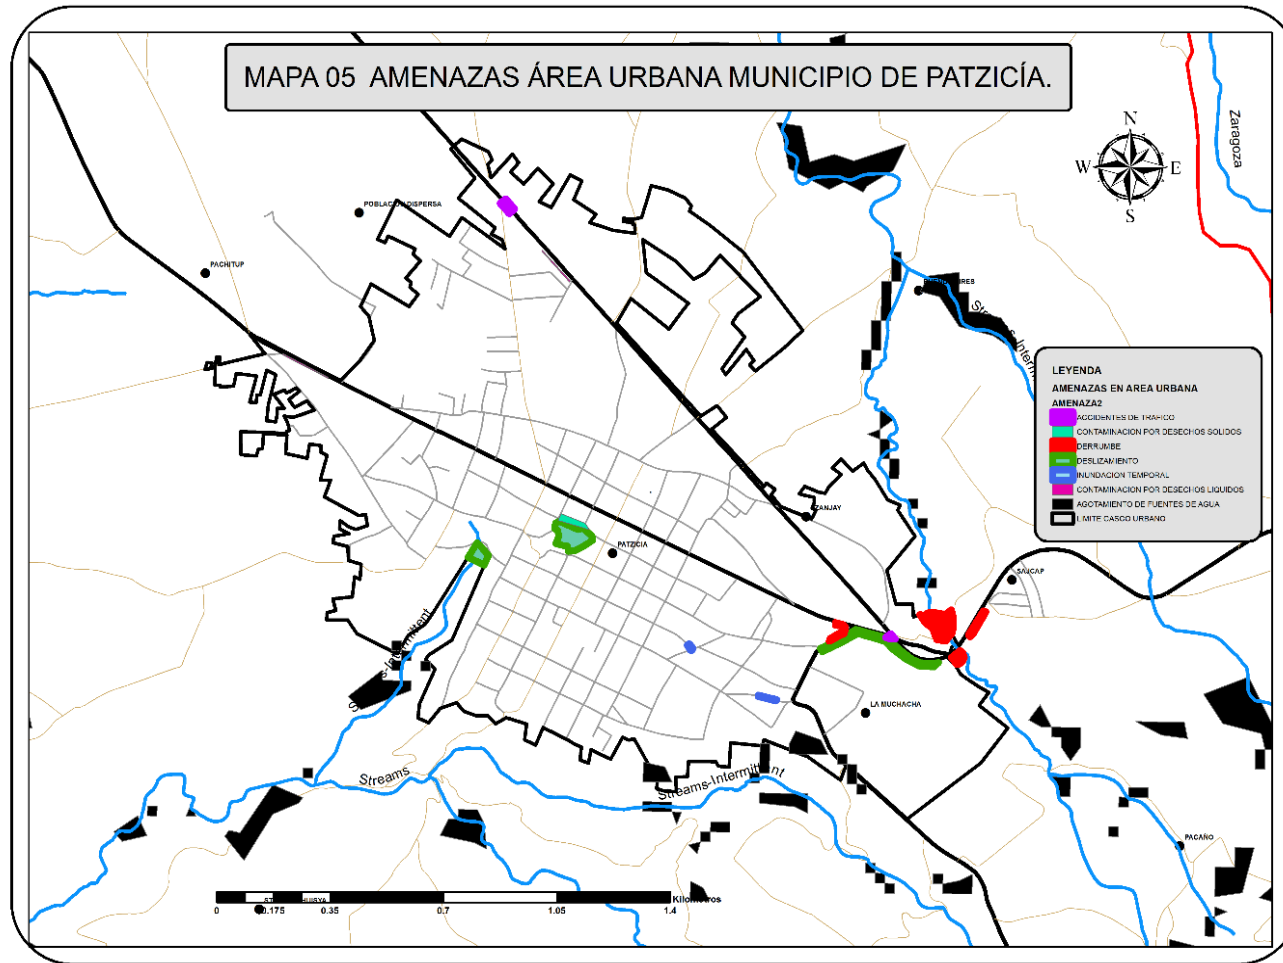 MAPA 05 AMENAZAS ÁREA URBANA MUNICIPIO DE PATZICÍA.
Zaragoza
N
W E
S
POBLACION DISPERSA
PACHITUP
Streams-Interm
LEYENDA
AMENAZAS EN AREA URBANA
AMENAZA2
ACCIDENTES DE TRAFICO
CONTAMINACION POR DESECHOS SOLIDOS
DERRUMBE
DESLIZAMIENTO
INUNDACION TEMPORAL
CONTAMINACION POR DESECHOS LIQUIDOS
AGOTAMIENTO DE FUENTES DE AGUA
LIMITE CASCO URBANO
ZANJAY
PATZICIA
SAJCAP
LA MUCHACHA
Streams
Streams-Intermittent
PACAÑO
Kilometros
0 0.175 0.35 0.7 1.05 1.4